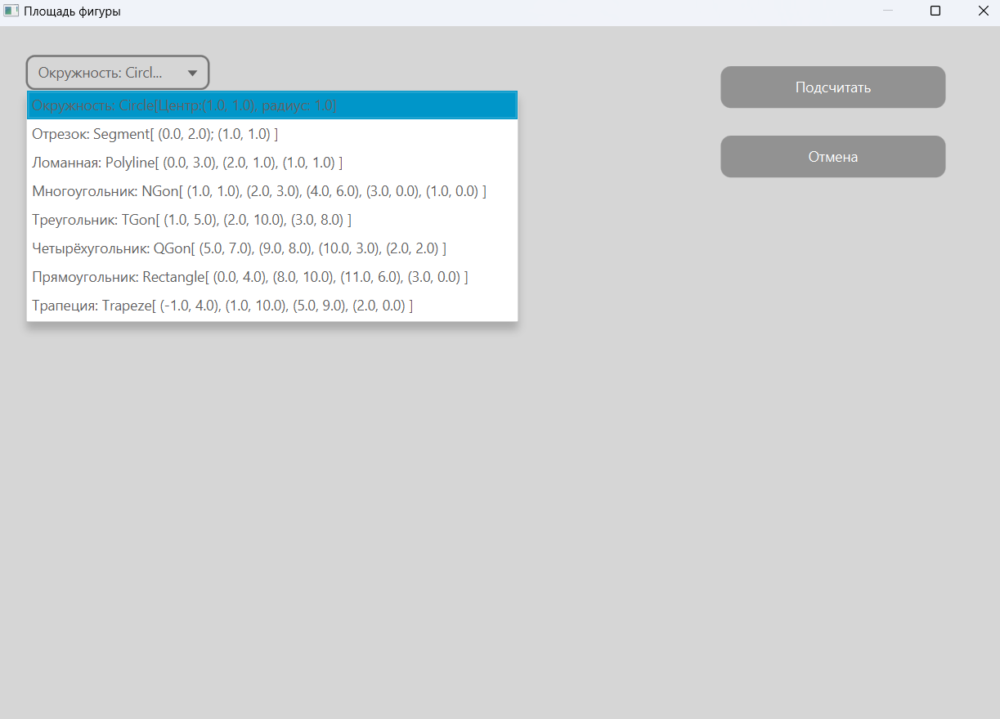 Площадь фигуры
Окружность: Circl...
Подсчитать
Окружность: Circle[Центр:(1.0, 1.0), радиус: 1.0]
Отрезок: Segment[ (0.0, 2.0); (1.0, 1.0) ]
Отмена
Ломанная: Polyline[ (0.0, 3.0), (2.0, 1.0), (1.0, 1.0) ]
Многоугольник: NGon[ (1.0, 1.0), (2.0, 3.0), (4.0, 6.0), (3.0, 0.0), (1.0, 0.0) ]
Треугольник: TGon[ (1.0, 5.0), (2.0, 10.0), (3.0, 8.0) ]
Четырёхугольник: QGon[ (5.0, 7.0), (9.0, 8.0), (10.0, 3.0), (2.0, 2.0) ]
Прямоугольник: Rectangle[ (0.0, 4.0), (8.0, 10.0), (11.0, 6.0), (3.0, 0.0) ]
Трапеция: Trapeze[ (-1.0, 4.0), (1.0, 10.0), (5.0, 9.0), (2.0, 0.0) ]